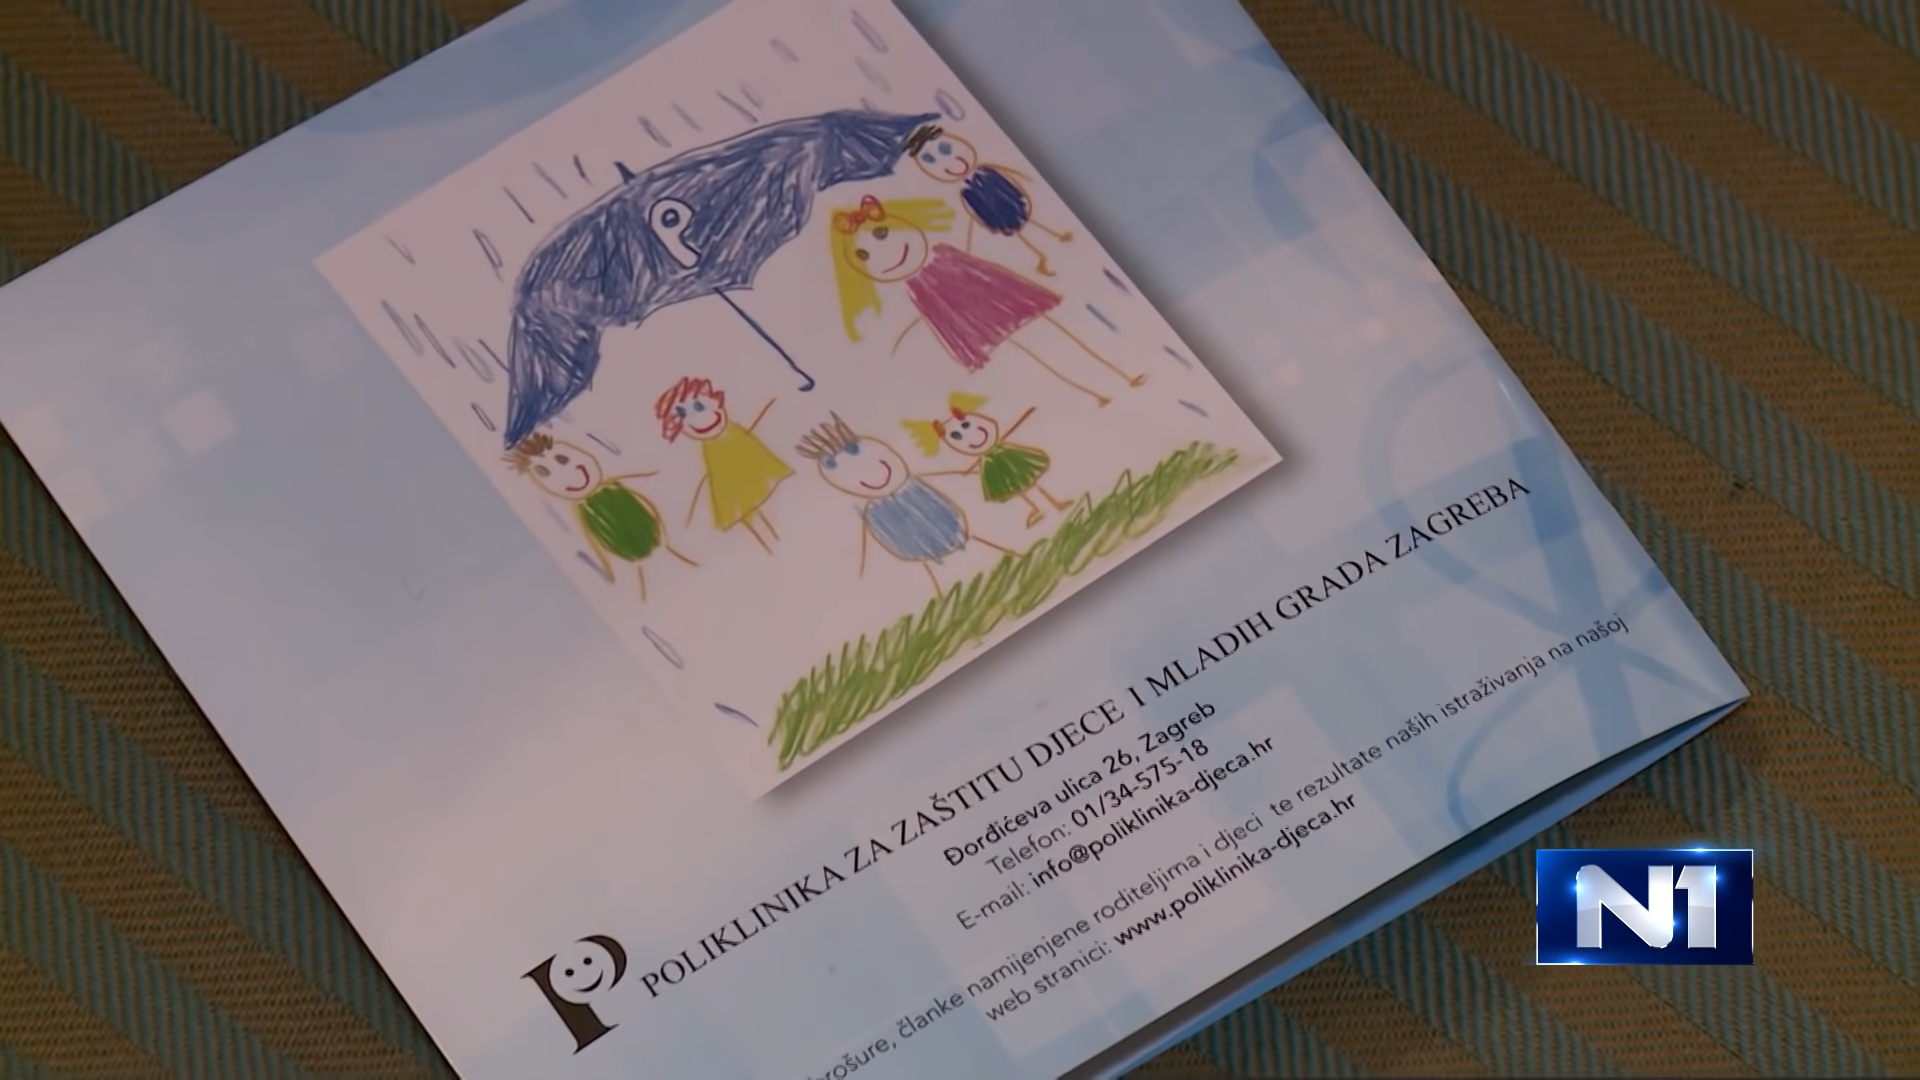 POLIKLINIKA ZA ZAŠTITU DJECE I MLADIH GRADA ZAGREBA
Đorđićeva ulica 26, Zagreb
Telefon: 01/34-575-18
E-mail: info@poliklinika-djeca.hr
članke namijenjene roditeljima i djeci te rezultate naših istraživanja na našoj
web stranici: www.poliklinika-djeca.hr
N1